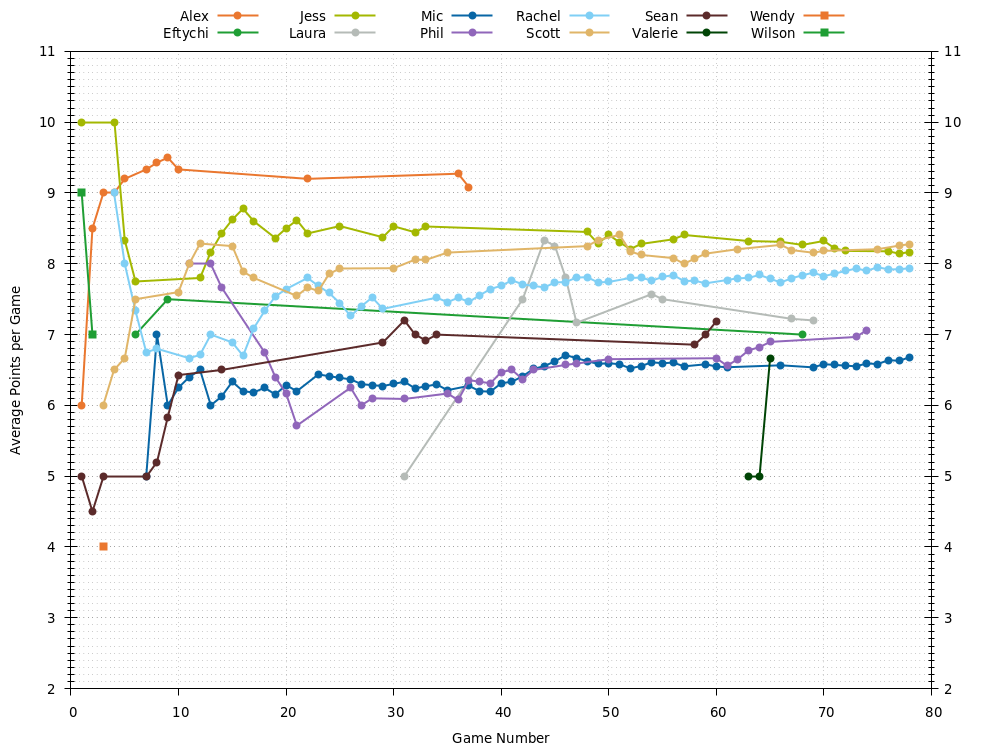 Alex Jess Mic Rachel Sean Wendy
Eftychi Laura Phil Scott Valerie Wilson
11 11
10 10
9 9
8 8
7 7
6 6
5 5
4 4
3 3
2 2
Average Points per Game
0 10 20 30 40 50 60 70 80
Game Number